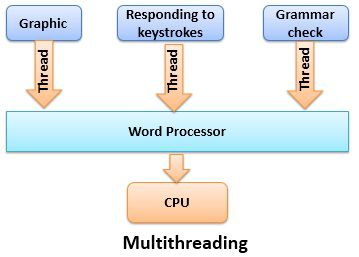 Graphic
Responding to
keystrokes
Grammar
check
Thread
Thread
Thread
Word Processor
CPU
Multithreading